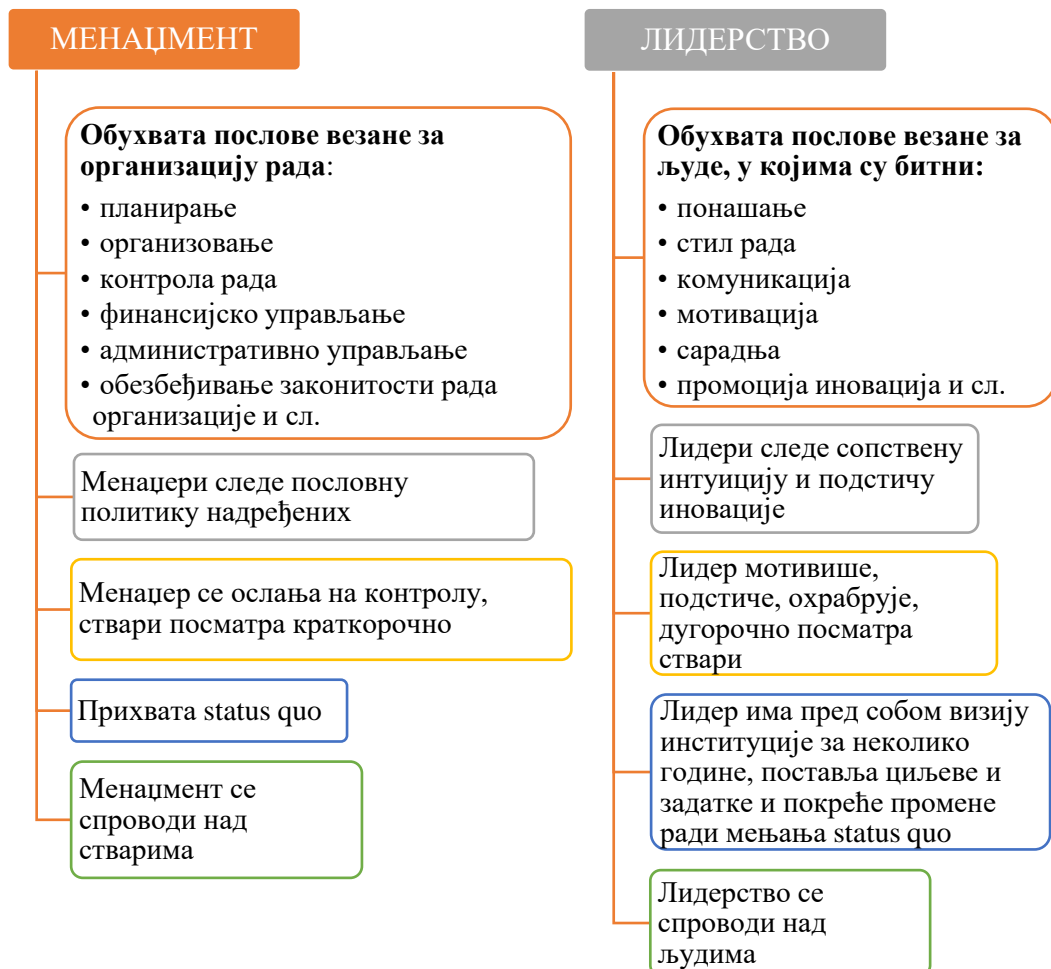 МЕНАЏМЕНТ
Обухвата послове везане за
организацију рада:
• планирање
• организовање
• контрола рада
• финансијско управљање
• административно управљање
• обезбеђивање законитости рада
организације и сл.
Менаџери следе пословну
политику надређених
Менаџер се ослања на контролу,
ствари посматра краткорочно
Прихвата status quo
Менаџмент се
спроводи над
стварима
ЛИДЕРСТВО
Обухвата послове везане за
људе, у којима су битни:
• понашање
• стил рада
• комуникација
• мотивација
• сарадња
• промоција иновација и сл.
Лидери следе сопствену
интуицију и подстичу
иновације
Лидер мотивише,
подстиче, охрабрује,
дугорочно посматра
ствари
Лидер има пред собом визију
институције за неколико
године, поставља циљеве и
задатке и покреће промене
ради мењања status quo
Лидерство се
спроводи над
људима